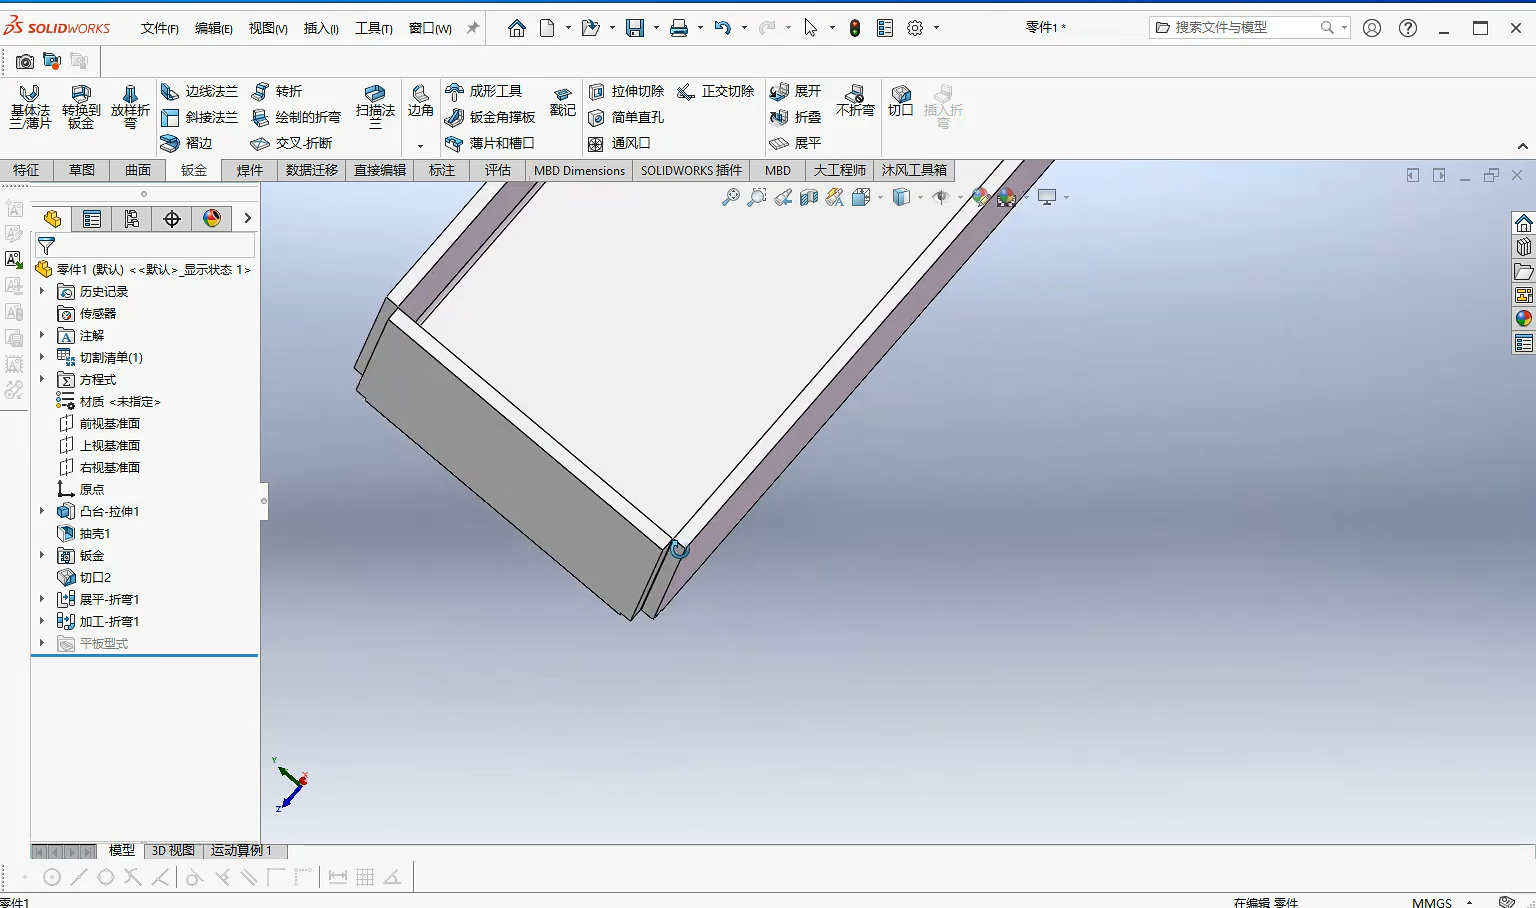 SOLIDWORKS 文件(F) 编辑(E) 视图(V) 插入(I) 工具(T) 窗口(W) 零件1 * 搜索文件与模型
基体法兰/薄片 转换到钣金 放样折弯 边线法兰 斜接法兰 褶边 转折 绘制的折弯 交叉-折断 扫描法兰 边角 成形工具 钣金角撑板 薄片和槽口 戳记 拉伸切除 简单直孔 通风口 正交切除 展开 折叠 展平 不折弯 切口 插入折弯
特征 草图 曲面 钣金 焊件 数据迁移 直接编辑 标注 评估 MBD Dimensions SOLIDWORKS 插件 MBD 大工程师 沐风工具箱
零件1 (默认) <<默认>_显示状态 1>
历史记录
传感器
注解
切割清单(1)
方程式
材质 <未指定>
前视基准面
上视基准面
右视基准面
原点
凸台-拉伸1
抽壳1
钣金
切口2
展平-折弯1
加工-折弯1
平板型式
Y
X
Z
模型 3D 视图 运动算例 1
零件1 在编辑 零件 MMGS